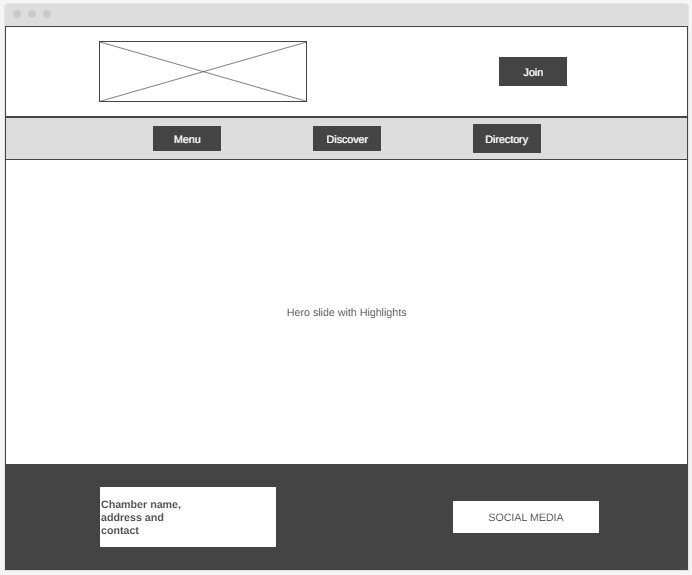 Join
Menu
Discover
Directory
Hero slide with Highlights
Chamber name,
address and
contact
SOCIAL MEDIA